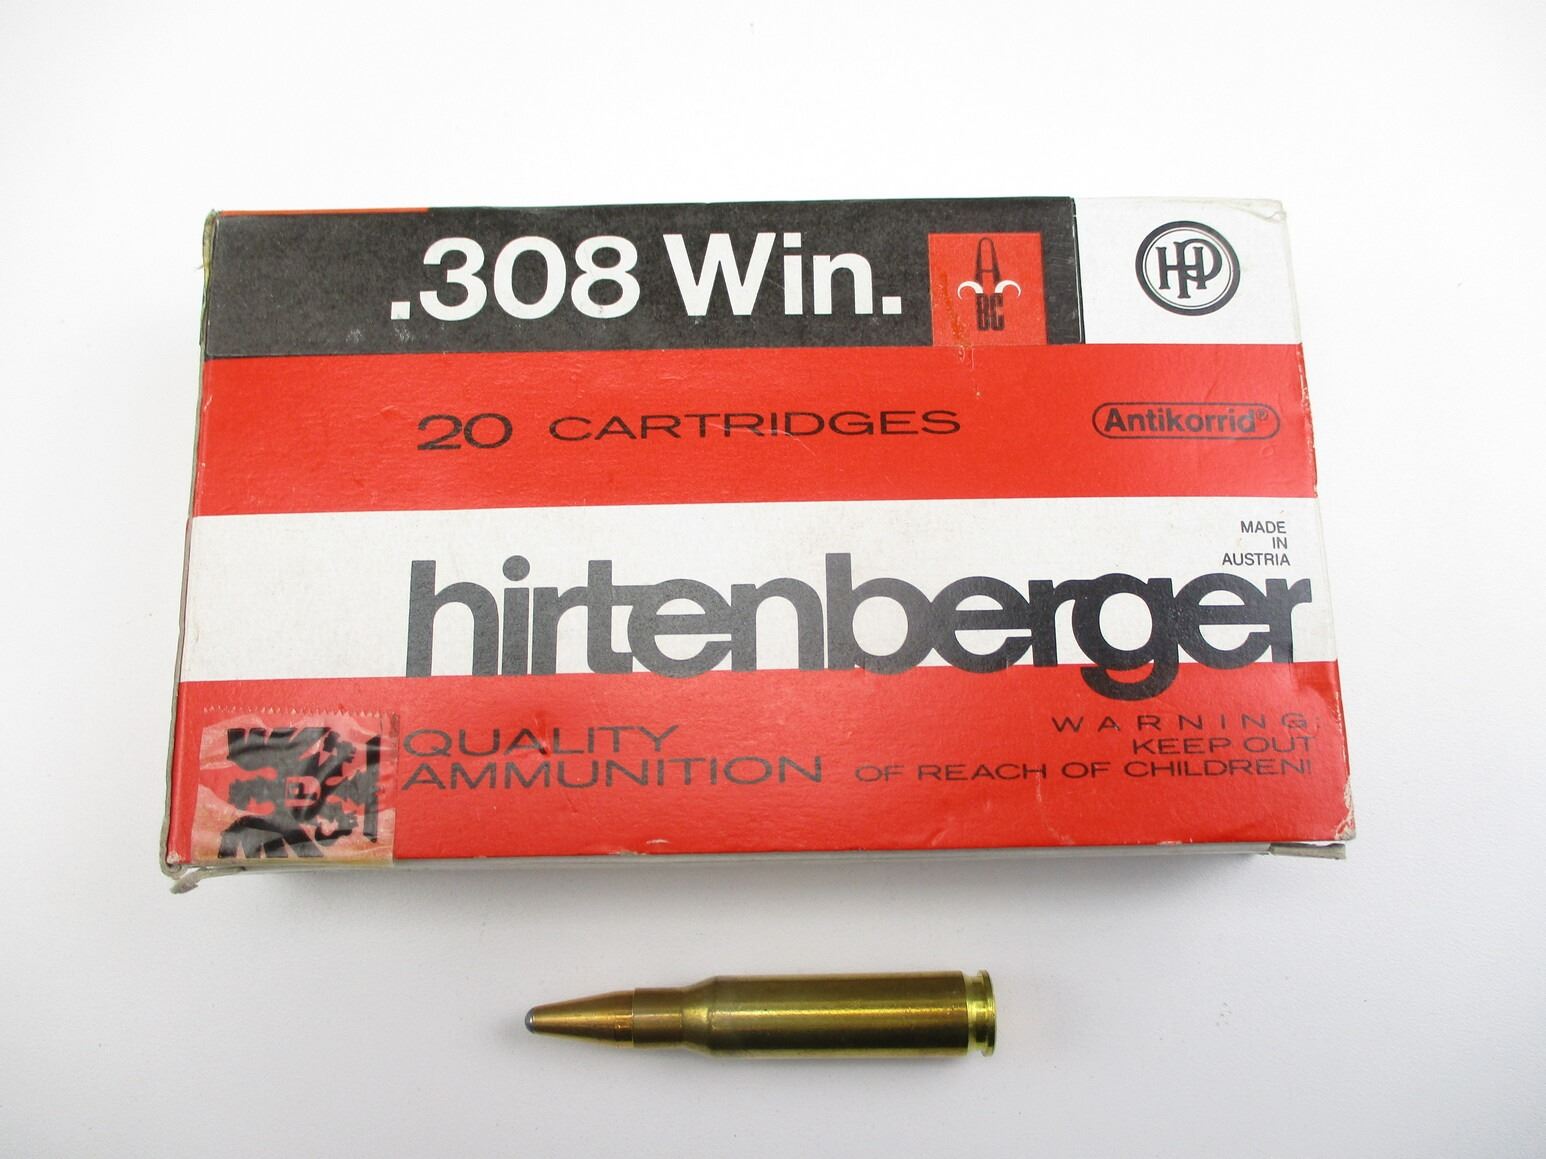 .308 Win.
ABC
HP
20 CARTRIDGES
Antikorrid®
MADE
IN
AUSTRIA
hirtenberger
QUALITY
AMMUNITION
WARNING:
KEEP OUT
OF REACH OF CHILDREN!